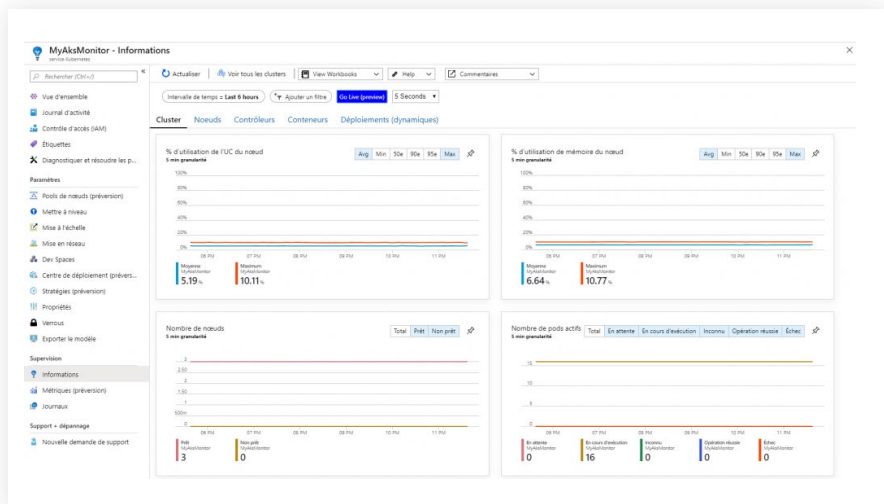 MyAksMonitor - Informations
service Kubernetes
Rechercher (Ctrl+/)
Vue d'ensemble
Journal d'activité
Contrôle d'accès (IAM)
Étiquettes
Diagnostiquer et résoudre les p...
Paramètres
Pools de nœuds (préversion)
Mettre à niveau
Mise à l'échelle
Mise en réseau
Dev Spaces
Centre de déploiement (prévers...
Stratégies (préversion)
Propriétés
Verrous
Exporter le modèle
Supervision
Informations
Métriques (préversion)
Journaux
Support + dépannage
Nouvelle demande de support
Actualiser
Voir tous les clusters
View Workbooks
Help
Commentaires
Intervalle de temps = Last 6 hours
Ajouter un filtre
Go Live (preview)
5 Seconds
Cluster Noeuds Contrôleurs Conteneurs Déploiements (dynamiques)
% d'utilisation de l'UC du nœud
5 min granularité
Avg Min 50e 90e 95e Max
100%
80%
60%
40%
20%
0%
06 PM 07 PM 08 PM 09 PM 10 PM 11 PM
Moyenne
MyAksMonitor
5.19 %
Maximum
MyAksMonitor
10.11 %
% d'utilisation de mémoire du nœud
5 min granularité
Avg Min 50e 90e 95e Max
100%
80%
60%
40%
20%
0%
06 PM 07 PM 08 PM 09 PM 10 PM 11 PM
Moyenne
MyAksMonitor
6.64 %
Maximum
MyAksMonitor
10.77 %
Nombre de nœuds
5 min granularité
Total Prêt Non prêt
3
2.50
2
1.50
1
500m
0
06 PM 07 PM 08 PM 09 PM 10 PM 11 PM
Prêt
MyAksMonitor
3
Non prêt
MyAksMonitor
0
Nombre de pods actifs
5 min granularité
Total En attente En cours d'exécution Inconnu Opération réussie Échec
15
10
5
0
06 PM 07 PM 08 PM 09 PM 10 PM 11 PM
En attente
MyAksMonitor
0
En cours d'exécution
MyAksMonitor
16
Inconnu
MyAksMonitor
0
Opération réussie
MyAksMonitor
0
Échec
MyAksMonitor
0